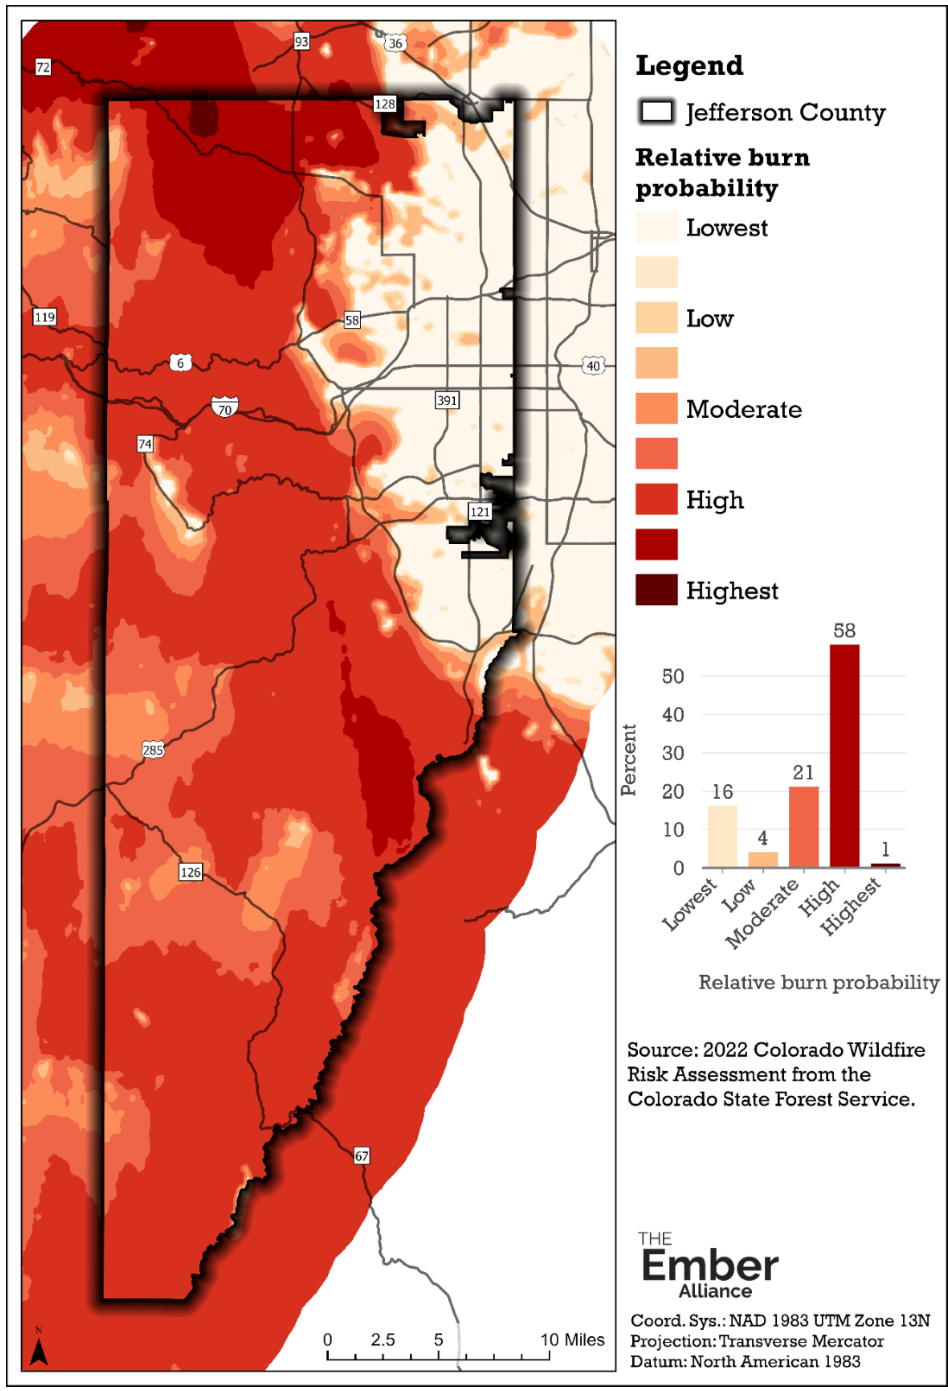 93
36
72
128
119
58
6
40
70
391
74
121
285
126
67
N
0 2.5 5 10 Miles
Legend
Jefferson County
Relative burn
probability
Lowest
Low
Moderate
High
Highest
58
50
40
30
21
20
16
10
4
1
0
Percent
Lowest
Low
Moderate
High
Highest
Relative burn probability
Source: 2022 Colorado Wildfire
Risk Assessment from the
Colorado State Forest Service.
THE
Ember
Alliance
Coord. Sys.: NAD 1983 UTM Zone 13N
Projection: Transverse Mercator
Datum: North American 1983